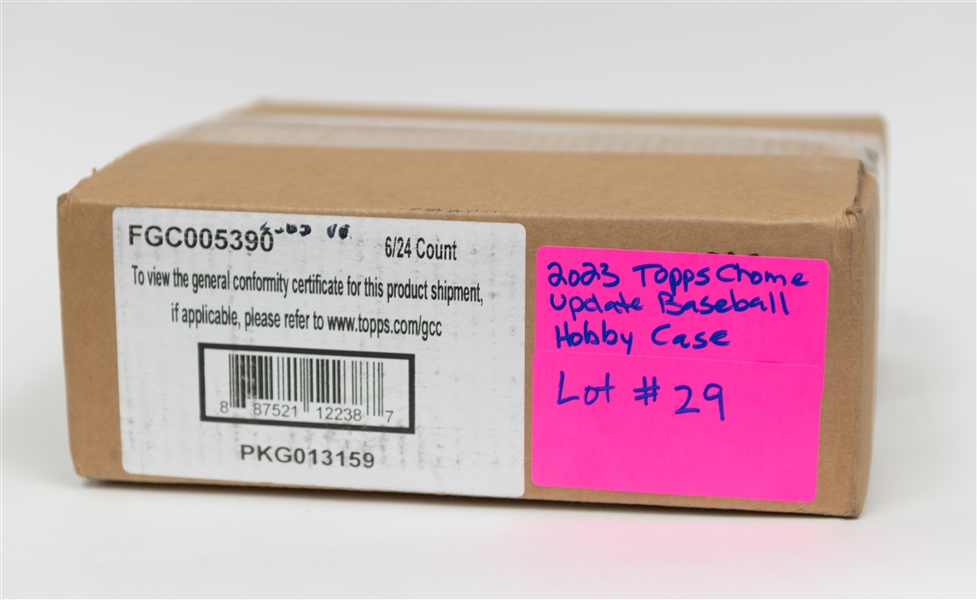 FGC005390
6/24 Count
To view the general conformity certificate for this product shipment,
if applicable, please refer to www.topps.com/gcc
8 87521 12238 7
PKG013159
2023 Topps Chrome
Update Baseball
Hobby Case
Lot # 29